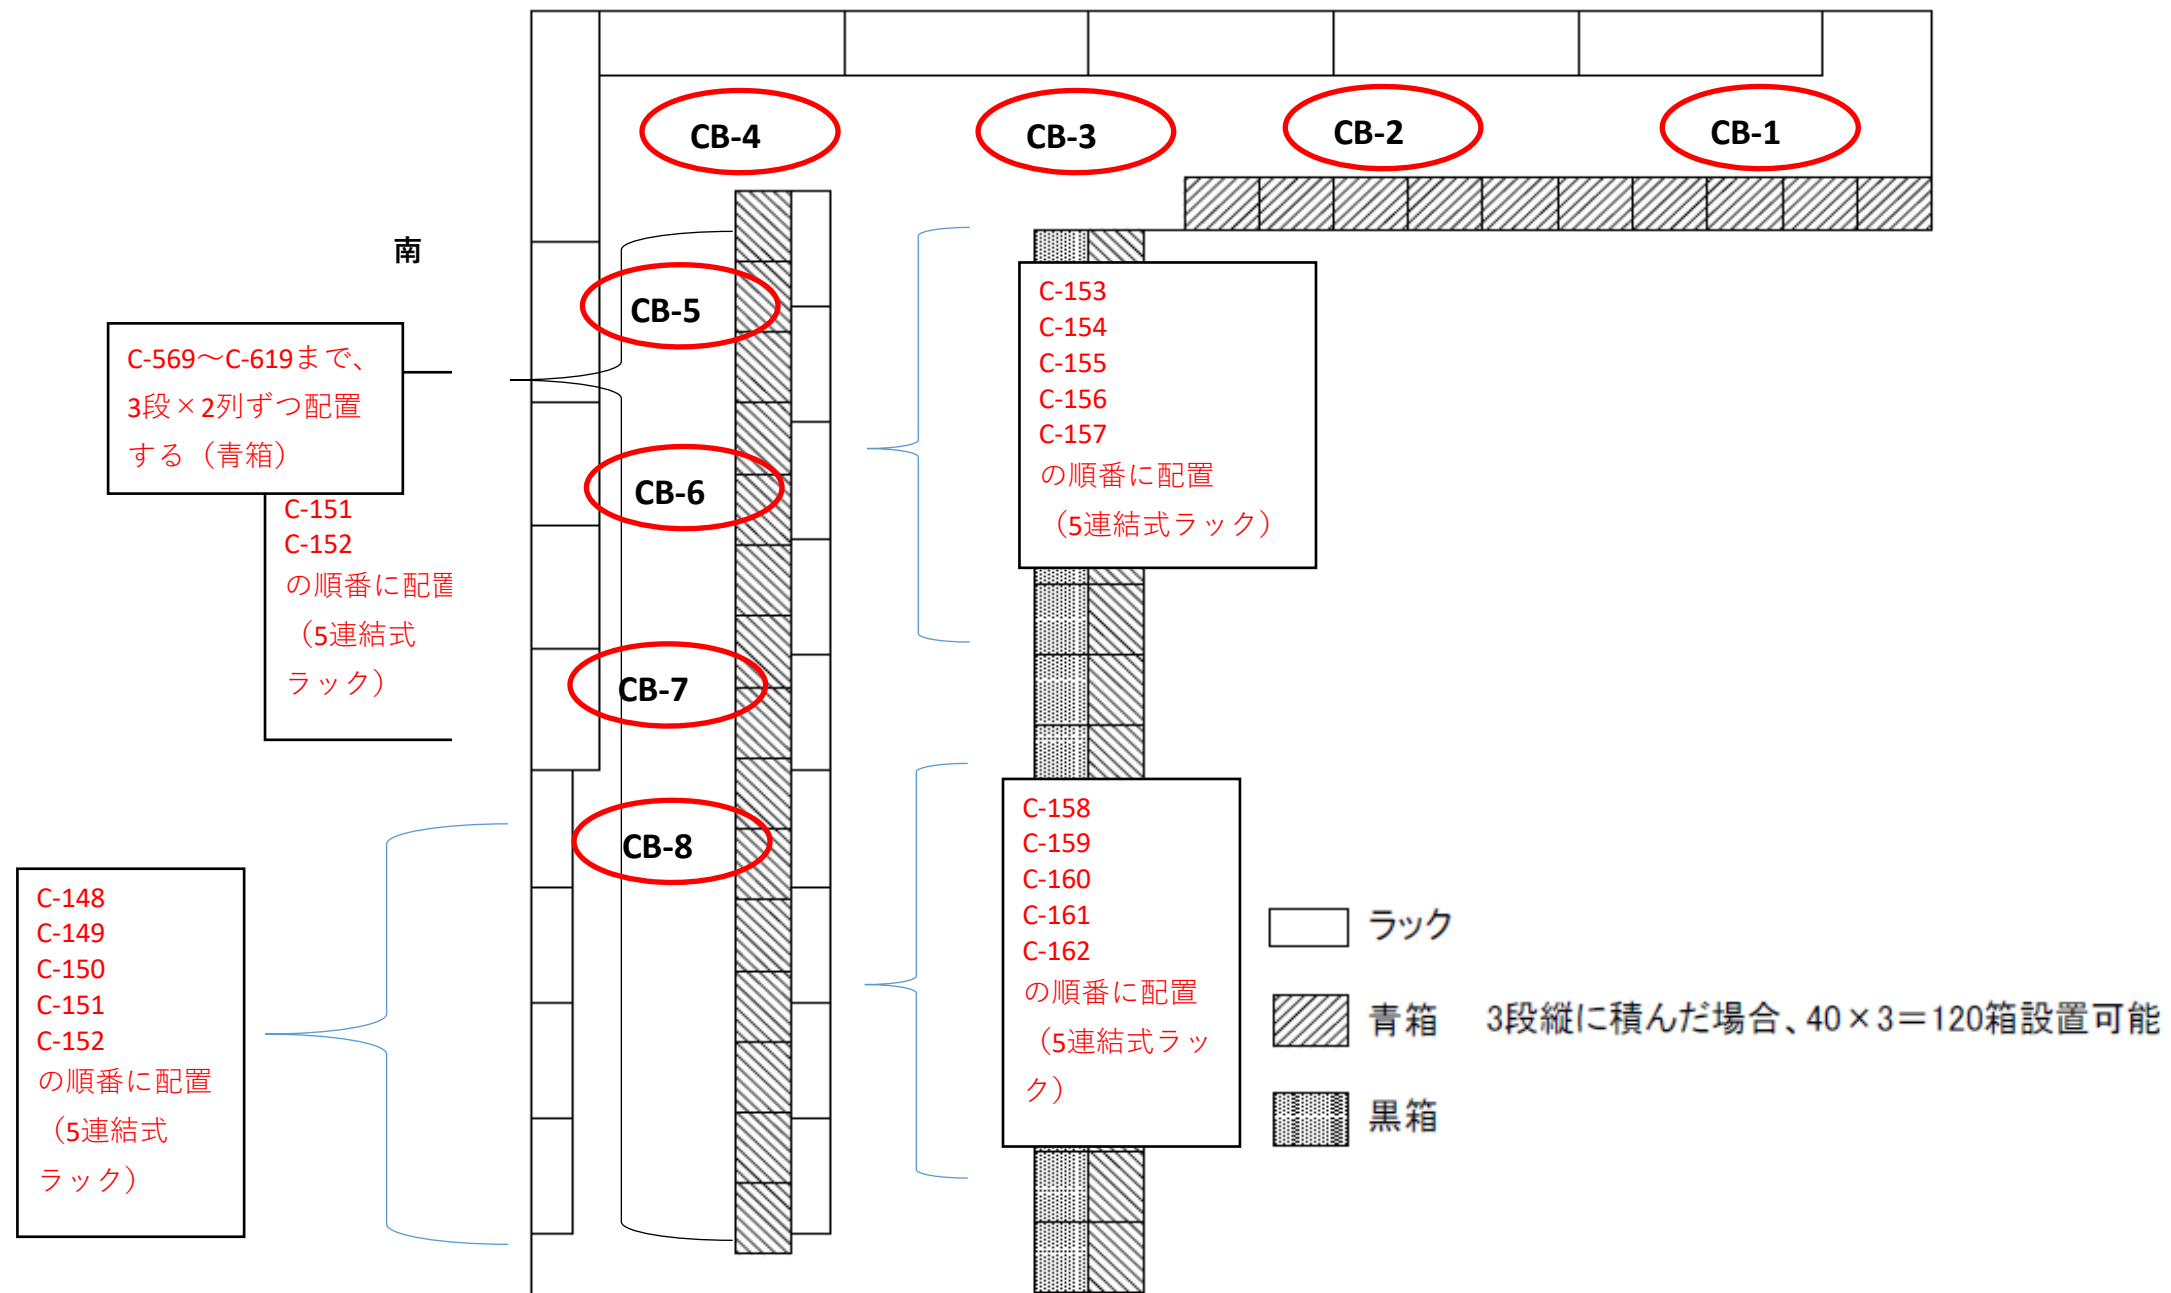 CB-4
CB-3
CB-2
CB-1
南
CB-5
CB-6
CB-7
CB-8
C-569～C-619まで、
3段×2列ずつ配置
する（青箱）
C-151
C-152
の順番に配置
（5連結式
ラック）
C-148
C-149
C-150
C-151
C-152
の順番に配置
（5連結式
ラック）
C-153
C-154
C-155
C-156
C-157
の順番に配置
（5連結式ラック）
C-158
C-159
C-160
C-161
C-162
の順番に配置
（5連結式ラッ
ク）
ラック
青箱 3段縦に積んだ場合、40×3＝120箱設置可能
黒箱